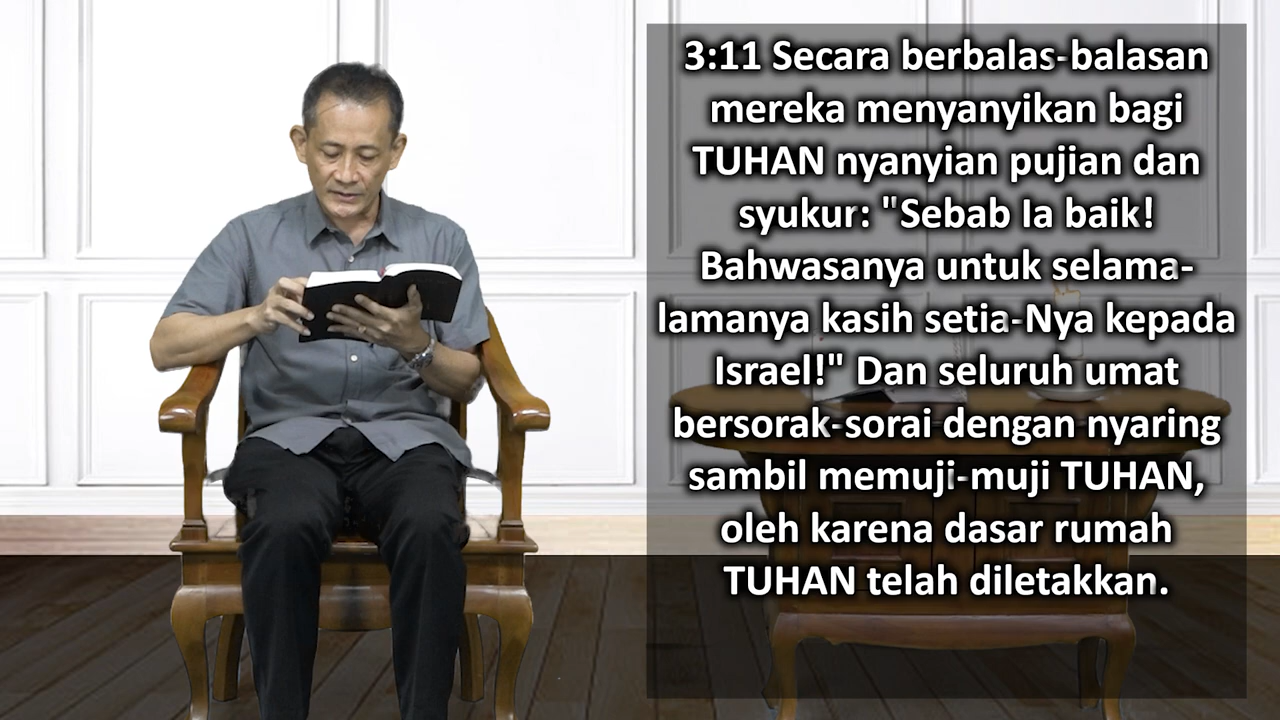 3:11 Secara berbalas-balasan
mereka menyanyikan bagi
TUHAN nyanyian pujian dan
syukur: "Sebab Ia baik!
Bahwasanya untuk selama-
lamanya kasih setia-Nya kepada
Israel!" Dan seluruh umat
bersorak-sorai dengan nyaring
sambil memuji-muji TUHAN,
oleh karena dasar rumah
TUHAN telah diletakkan.